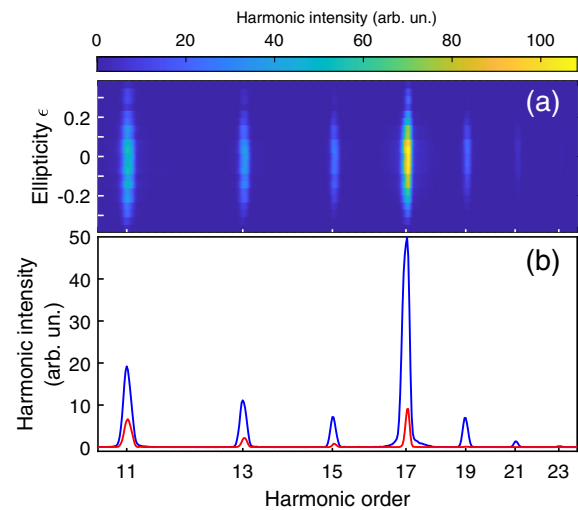 Harmonic intensity (arb. un.)
0 20 40 60 80 100
(a)
Ellipticity ϵ
0.2
0
-0.2
(b)
Harmonic intensity
(arb. un.)
50
40
30
20
10
0
11 13 15 17 19 21 23
Harmonic order